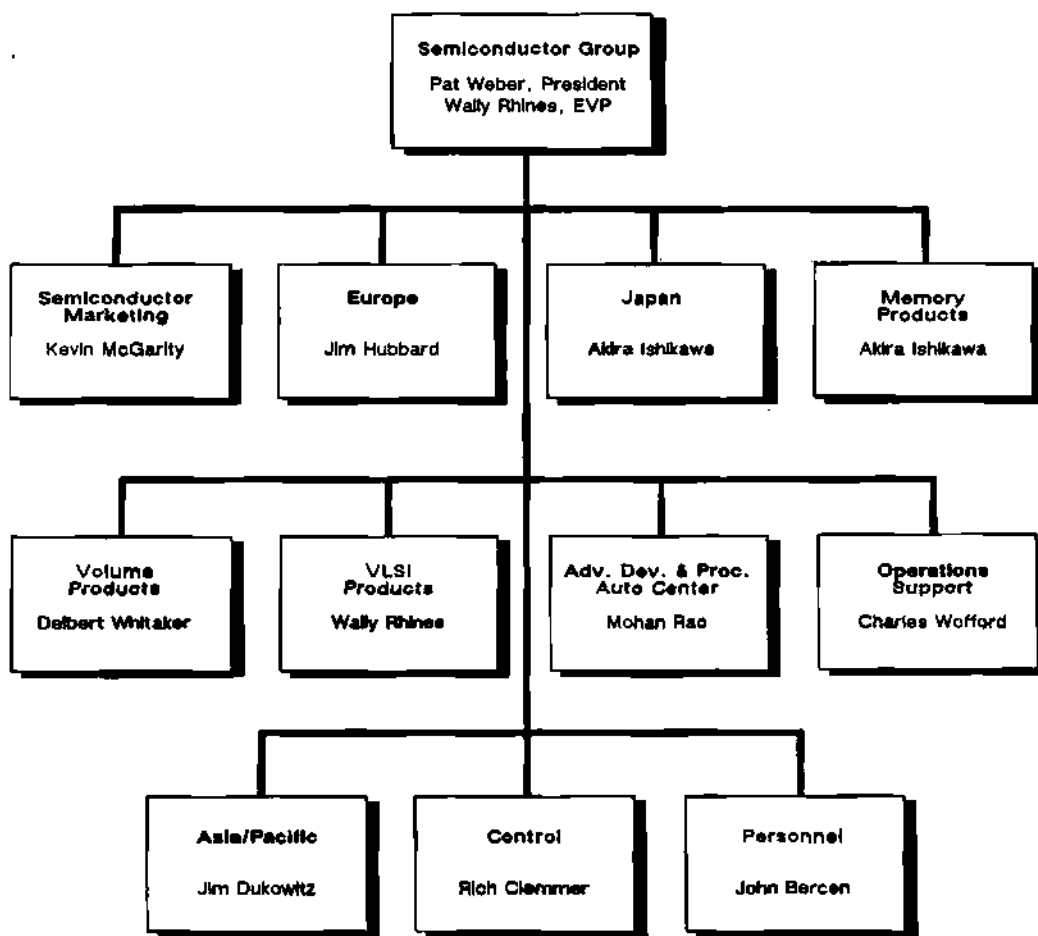 Semiconductor Group
Pat Weber, President
Wally Rhines, EVP
Semiconductor
Marketing
Kevin McGarity
Europe
Jim Hubbard
Japan
Akira Ishikawa
Memory
Products
Akira Ishikawa
Volume
Products
Delbert Whitaker
VLSI
Products
Wally Rhines
Adv. Dev. & Proc.
Auto Center
Mohan Rao
Operations
Support
Charles Wofford
Asia/Pacific
Jim Dukowitz
Control
Rich Clemmer
Personnel
John Bercen